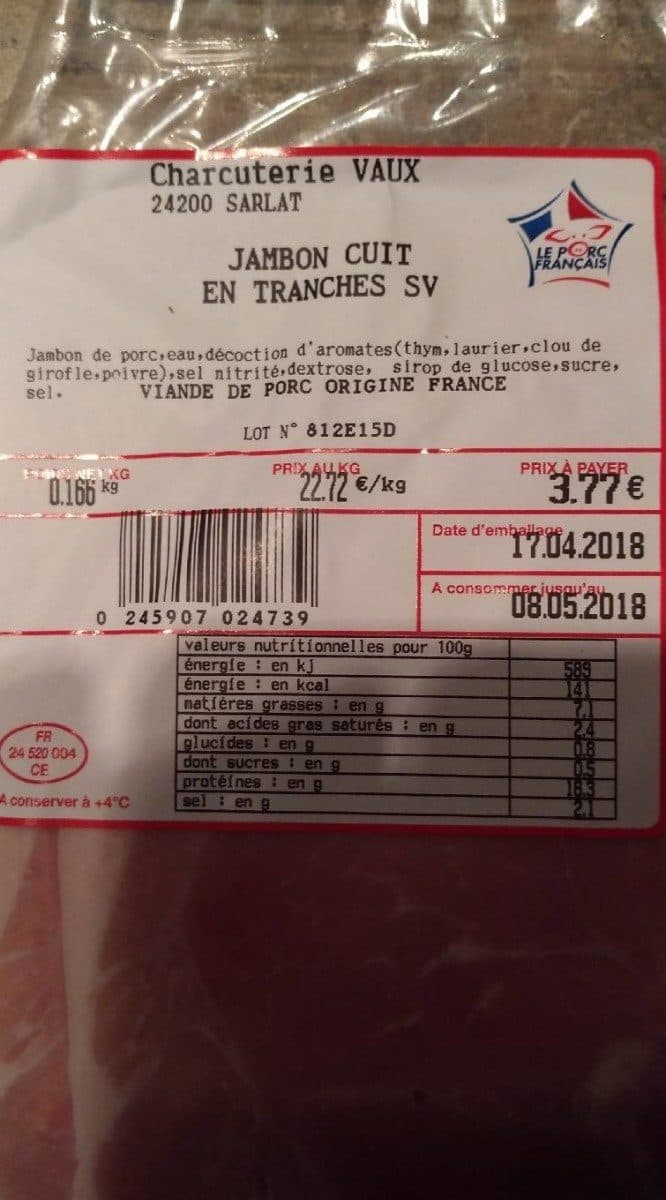 Charcuterie VAUX
24200 SARLAT
LE PORC
FRANÇAIS
JAMBON CUIT
EN TRANCHES SV
Jambon de porc,eau,décoction d'aromates(thym,laurier,clou de
girofle,poivre),sel nitrité,dextrose, sirop de glucose,sucre,
sel. VIANDE DE PORC ORIGINE FRANCE
LOT N° 812E15D
POIDS NET KG PRIX AU KG PRIX À PAYER
0.166 kg 22.72 €/kg 3.77 €
Date d'emballage
17.04.2018
A consommer jusqu'au
08.05.2018
0 245907 024739
valeurs nutritionnelles pour 100g
énergie : en kj 589
énergie : en kcal 141
matières grasses : en g 7.1
dont acides gras saturés : en g 2.4
glucides : en g 0.8
dont sucres : en g 0.5
protéines : en g 18.3
sel : en g 2.1
FR
24 520 004
CE
A conserver à +4°C